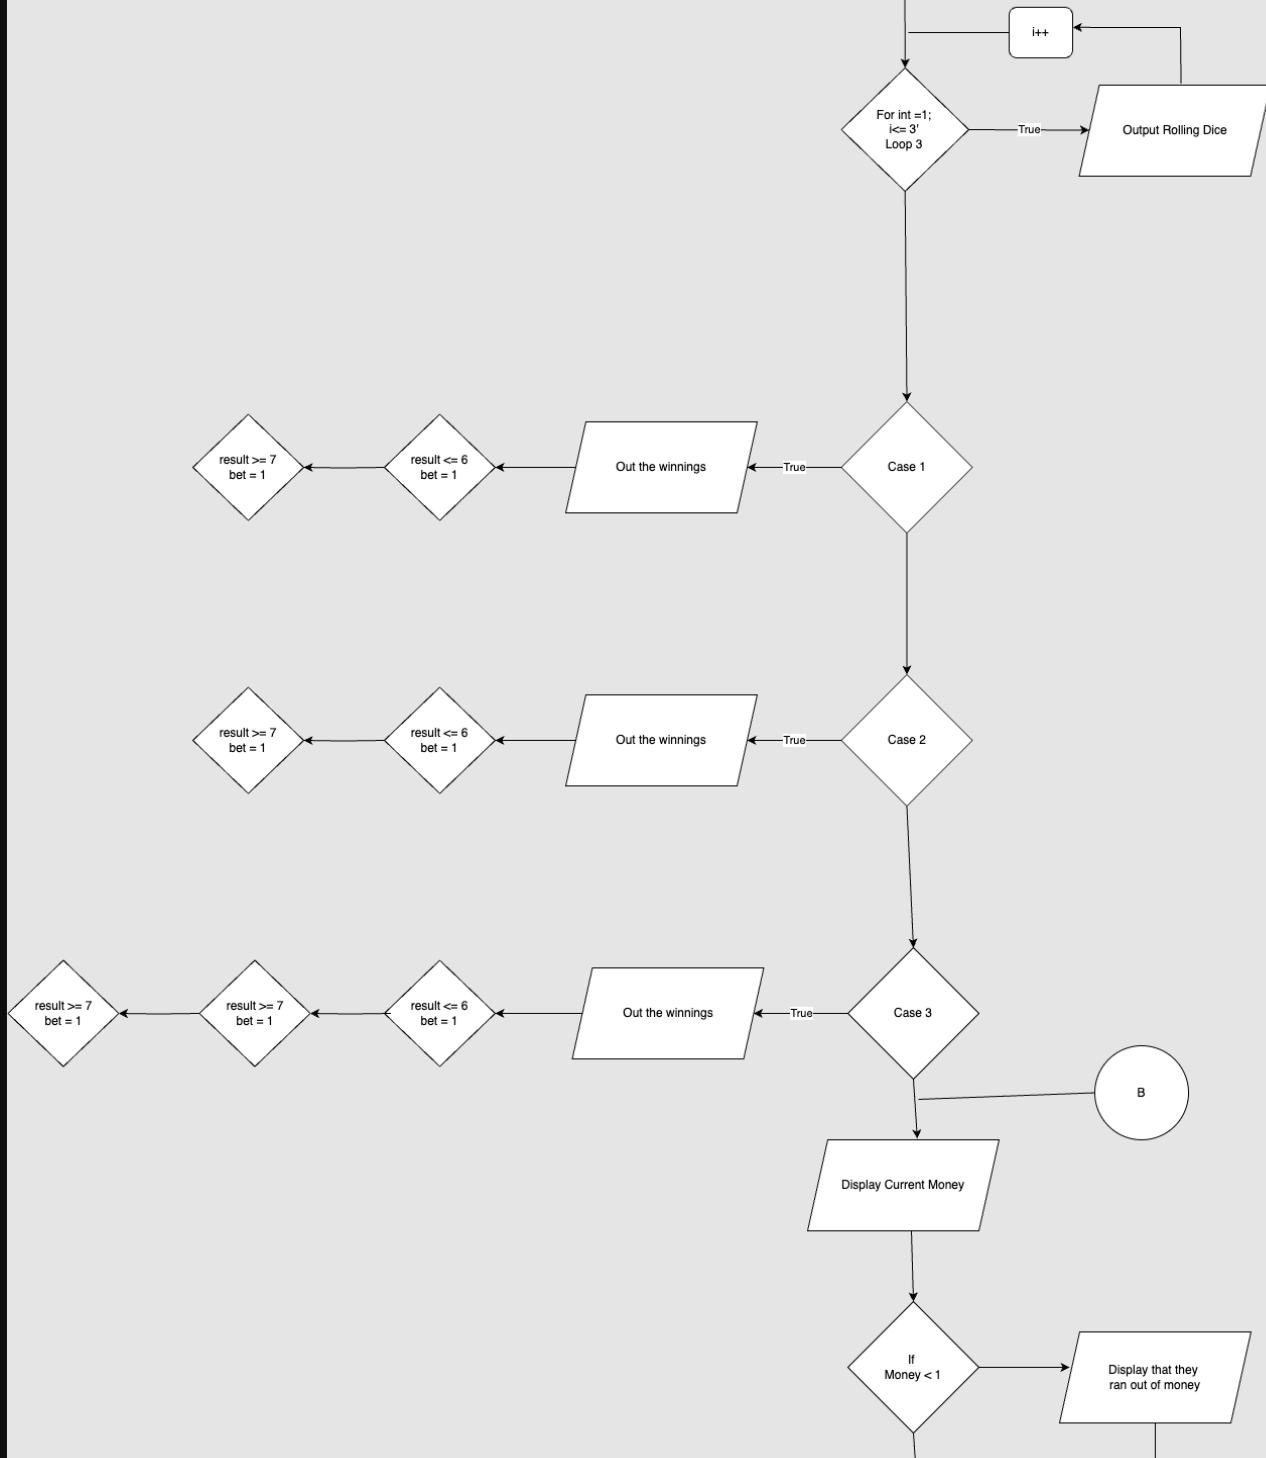 i++
For int =1;
i<= 3'
Loop 3
True
Output Rolling Dice
result >= 7
bet = 1
result <= 6
bet = 1
Out the winnings
True
Case 1
result >= 7
bet = 1
result <= 6
bet = 1
Out the winnings
True
Case 2
result >= 7
bet = 1
result >= 7
bet = 1
result <= 6
bet = 1
Out the winnings
True
Case 3
B
Display Current Money
If
Money < 1
Display that they
ran out of money